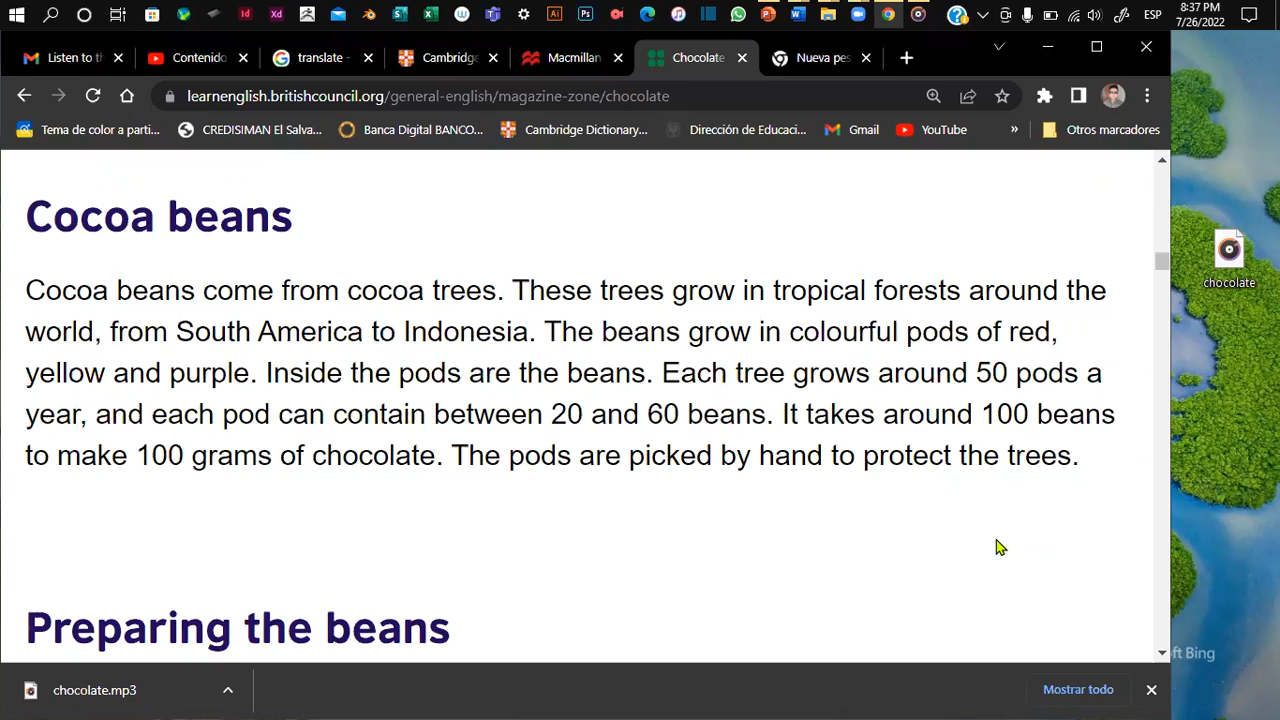 ESP
8:37 PM
7/26/2022
Listen to th
Contenido
translate -
Cambridge
Macmillan
Chocolate
Nueva pes
learnenglish.britishcouncil.org/general-english/magazine-zone/chocolate
Tema de color a parti...
CREDISIMAN El Salva...
Banca Digital BANCO...
Cambridge Dictionary...
Dirección de Educaci...
Gmail
YouTube
»
Otros marcadores
Cocoa beans
Cocoa beans come from cocoa trees. These trees grow in tropical forests around the
world, from South America to Indonesia. The beans grow in colourful pods of red,
yellow and purple. Inside the pods are the beans. Each tree grows around 50 pods a
year, and each pod can contain between 20 and 60 beans. It takes around 100 beans
to make 100 grams of chocolate. The pods are picked by hand to protect the trees.
Preparing the beans
chocolate
oft Bing
chocolate.mp3
Mostrar todo